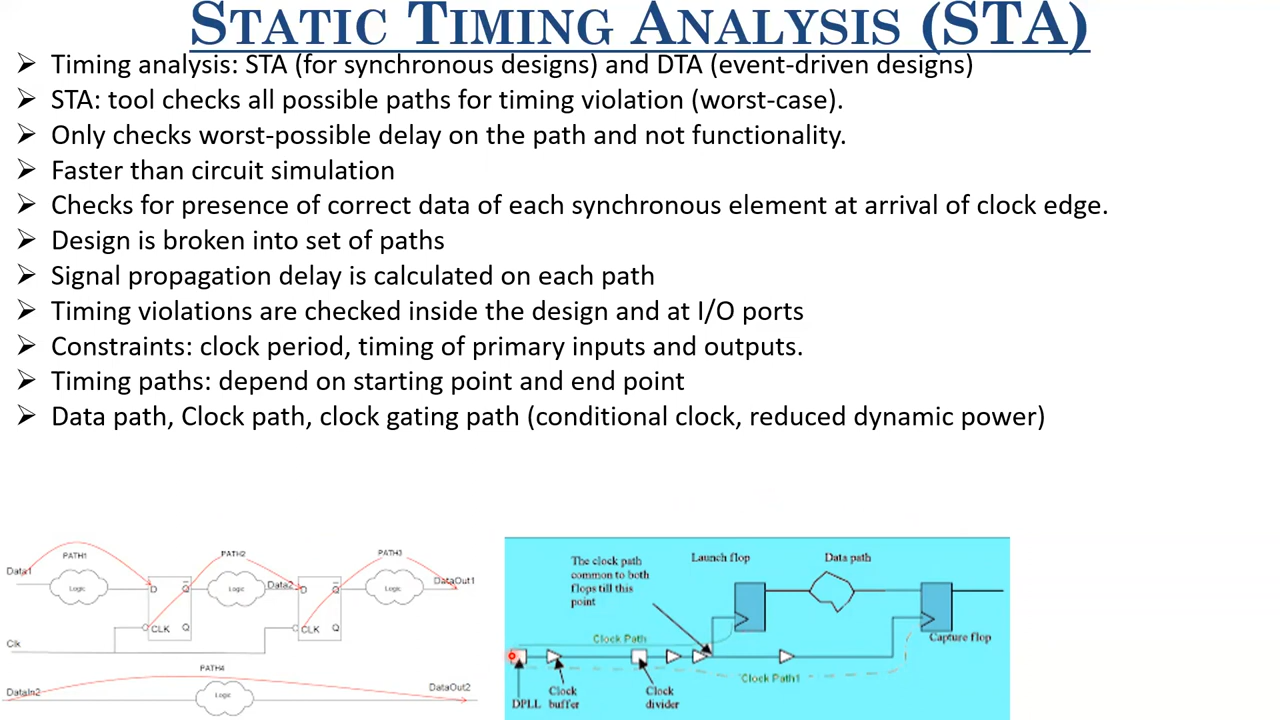 STATIC TIMING ANALYSIS (STA)
➢ Timing analysis: STA (for synchronous designs) and DTA (event-driven designs)
➢ STA: tool checks all possible paths for timing violation (worst-case).
➢ Only checks worst-possible delay on the path and not functionality.
➢ Faster than circuit simulation
➢ Checks for presence of correct data of each synchronous element at arrival of clock edge.
➢ Design is broken into set of paths
➢ Signal propagation delay is calculated on each path
➢ Timing violations are checked inside the design and at I/O ports
➢ Constraints: clock period, timing of primary inputs and outputs.
➢ Timing paths: depend on starting point and end point
➢ Data path, Clock path, clock gating path (conditional clock, reduced dynamic power)
PATH1
PATH2
PATH3
Data1
Logic
D
Q
Logic
Data2
D
Q
Logic
DataOut1
CLK
Q
CLK
Q
Clk
PATH4
DataIn2
Logic
DataOut2
The clock path
common to both
flops till this
point
Launch flop
Data path
Clock Path
Capture flop
Clock Path1
DPLL
Clock
buffer
Clock
divider